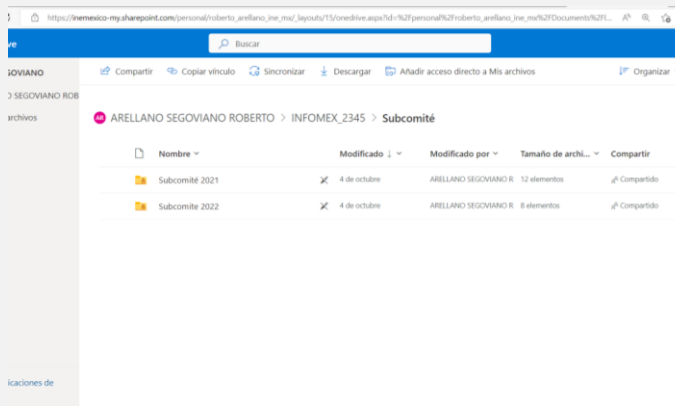 https://inemexico-my.sharepoint.com/personal/roberto_arellano_ine_mx/_layouts/15/onedrive.aspx?id=%2Fpersonal%2Froberto_arellano_ine_mx%2FDocuments%2FI...
ve
Buscar
SEGOVIANO
Compartir Copiar vínculo Sincronizar Descargar Añadir acceso directo a Mis archivos Organizar
O SEGOVIANO ROB
archivos
AR ARELLANO SEGOVIANO ROBERTO > INFOMEX_2345 > Subcomité
Nombre Modificado ↓ Modificado por Tamaño de archi... Compartir
Subcomité 2021 4 de octubre ARELLANO SEGOVIANO R 12 elementos Compartido
Subcomite 2022 4 de octubre ARELLANO SEGOVIANO R 8 elementos Compartido
icaciones de